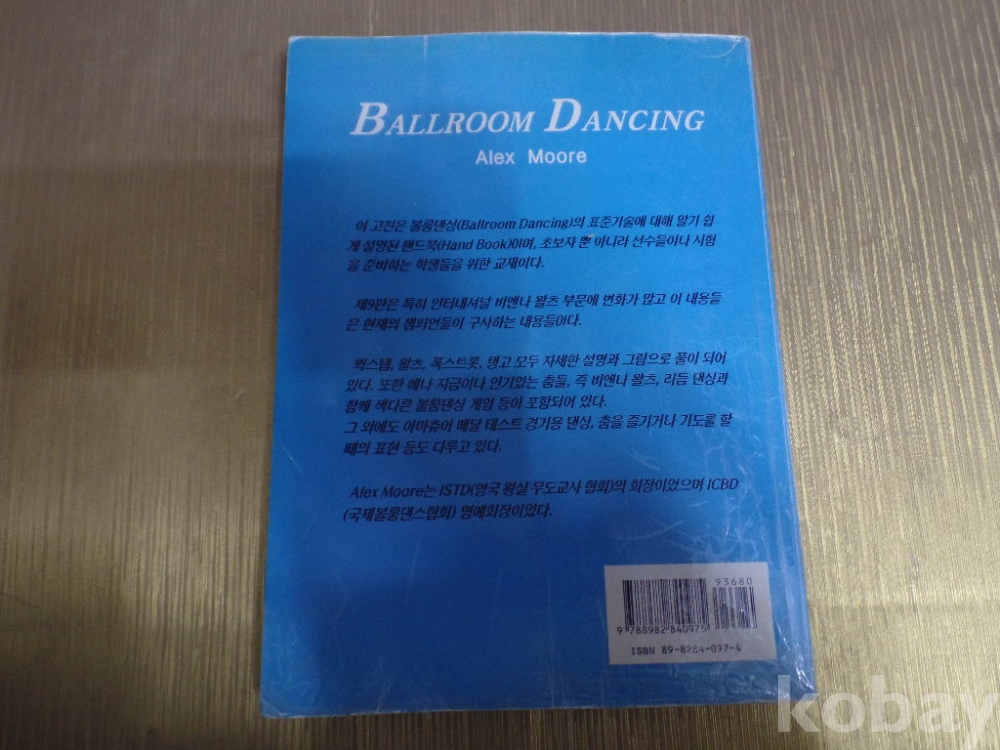 BALLROOM DANCING
Alex Moore
이 고전은 볼룸댄싱(Ballroom Dancing)의 표준기술에 대해 알기 쉽
게 설명된 핸드북(Hand Book)이며, 초보자 뿐 아니라 선수들이나 시험
을 준비하는 학생들을 위한 교제이다.
제9판은 특히 인터내셔널 비엔나 왈츠 부문에 변화가 많고 이 내용들
은 현재의 챔피언들이 구사하는 내용들이다.
퀵스텝, 왈츠, 폭스트롯, 탱고 모두 자세한 설명과 그림으로 풀이 되어
있다. 또한 예나 지금이나 인기있는 춤들, 즉 비엔나 왈츠, 리듬 댄싱과
함께 색다른 볼룸댄싱 게임 등이 포함되어 있다.
그 외에도 아마츄어 메달 테스트 경기용 댄싱, 춤을 즐기거나 기도를 할
때의 표현 등도 다루고 있다.
Alex Moore는 ISTD(영국 왕실 무도교사 협회)의 회장이었으며 ICBD
(국제볼룸댄스협회) 명예회장이었다.
93680
9 788982 840975
ISBN 89-8284-097-4
kobay